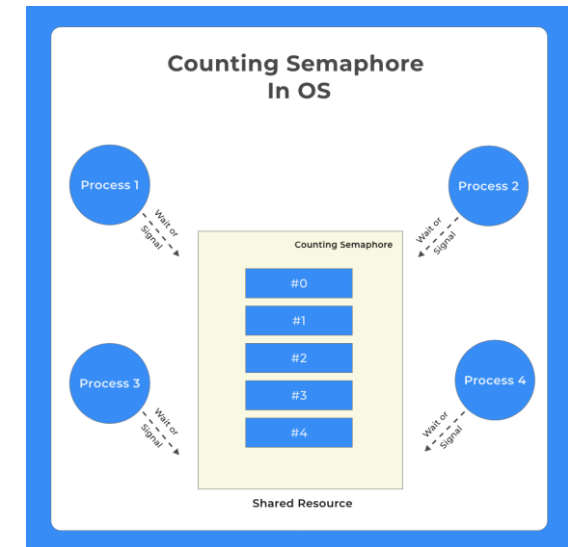 Counting Semaphore
In OS
Process 1
Process 2
Wait or
Signal
Wait or
Signal
Counting Semaphore
#0
#1
#2
#3
#4
Process 3
Process 4
Wait or
Signal
Wait or
Signal
Shared Resource